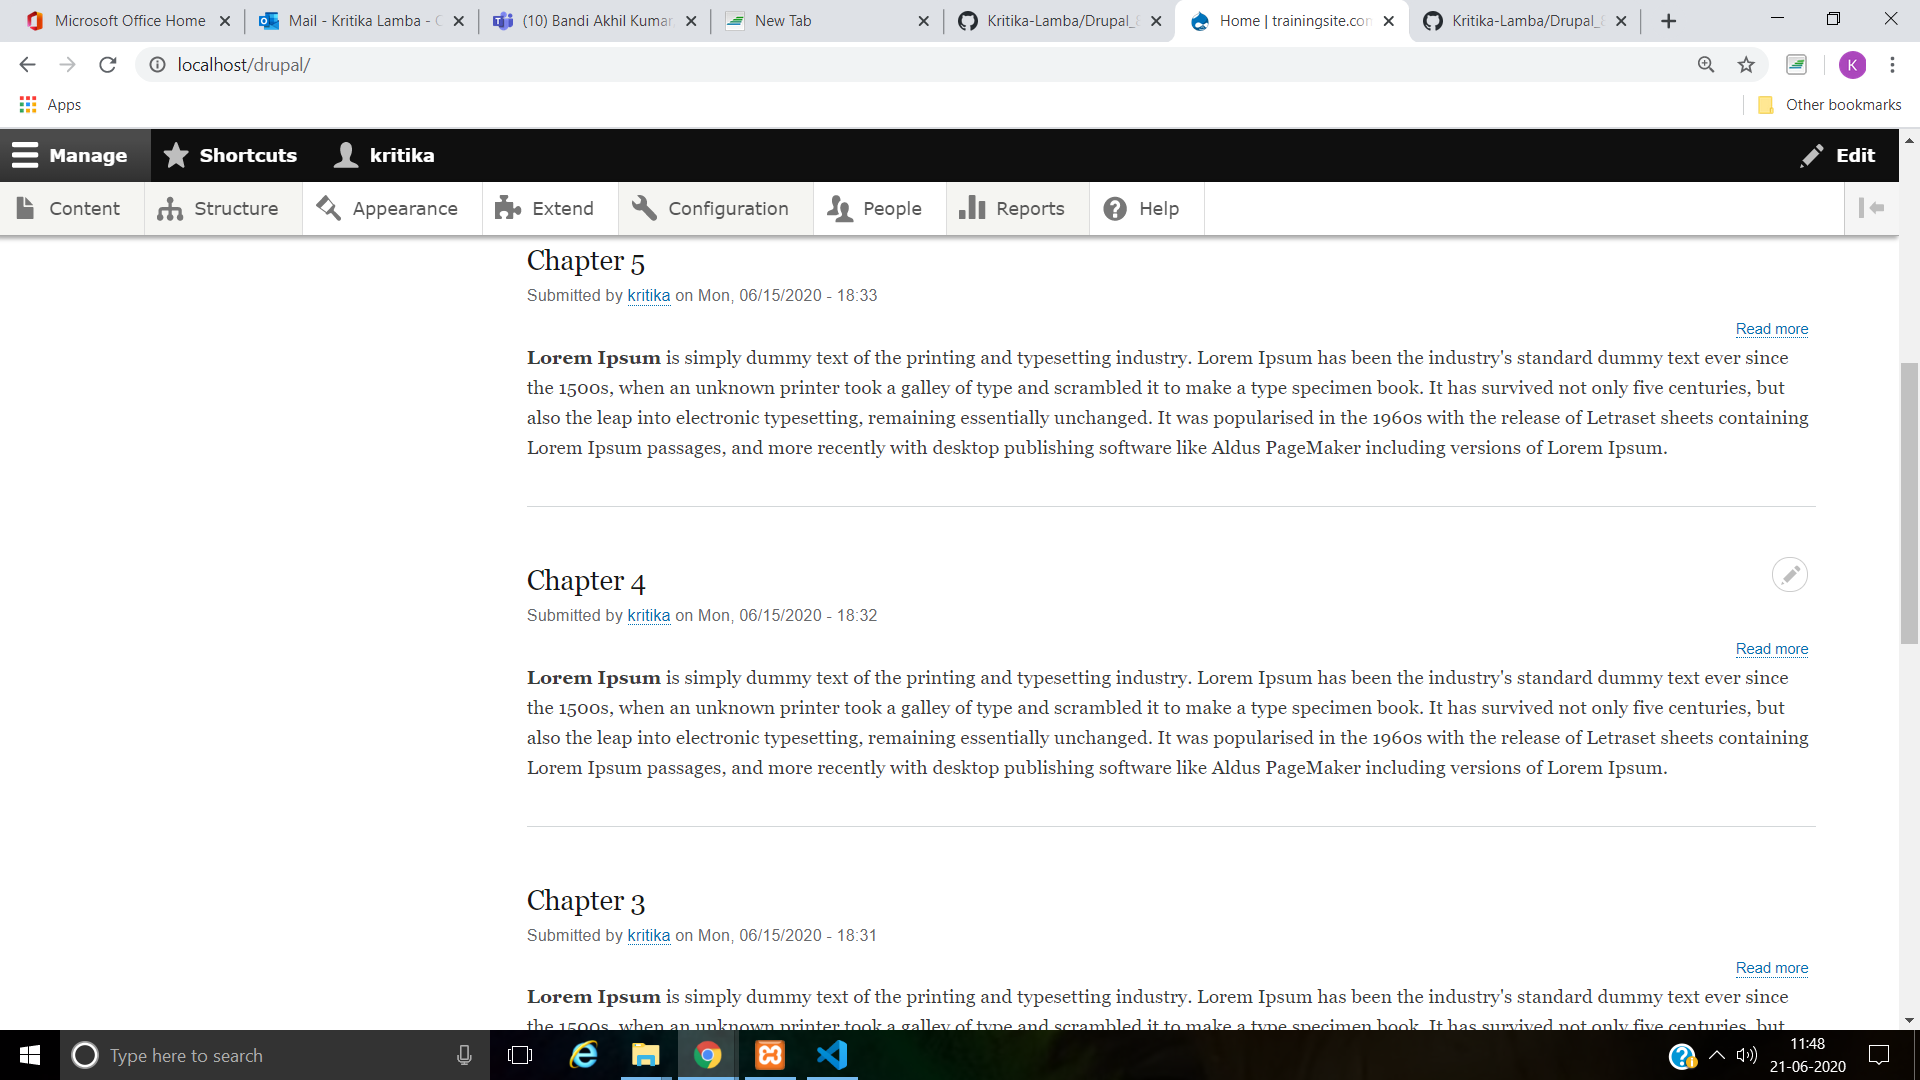 Microsoft Office Home
Mail - Kritika Lamba - 
(10) Bandi Akhil Kumar,
New Tab
Kritika-Lamba/Drupal_8
Home | trainingsite.com
Kritika-Lamba/Drupal_8
localhost/drupal/
K
Apps
Other bookmarks
Manage
Shortcuts
kritika
Edit
Content
Structure
Appearance
Extend
Configuration
People
Reports
Help
Chapter 5
Submitted by kritika on Mon, 06/15/2020 - 18:33
Read more
Lorem Ipsum is simply dummy text of the printing and typesetting industry. Lorem Ipsum has been the industry's standard dummy text ever since
the 1500s, when an unknown printer took a galley of type and scrambled it to make a type specimen book. It has survived not only five centuries, but
also the leap into electronic typesetting, remaining essentially unchanged. It was popularised in the 1960s with the release of Letraset sheets containing
Lorem Ipsum passages, and more recently with desktop publishing software like Aldus PageMaker including versions of Lorem Ipsum.
Chapter 4
Submitted by kritika on Mon, 06/15/2020 - 18:32
Read more
Lorem Ipsum is simply dummy text of the printing and typesetting industry. Lorem Ipsum has been the industry's standard dummy text ever since
the 1500s, when an unknown printer took a galley of type and scrambled it to make a type specimen book. It has survived not only five centuries, but
also the leap into electronic typesetting, remaining essentially unchanged. It was popularised in the 1960s with the release of Letraset sheets containing
Lorem Ipsum passages, and more recently with desktop publishing software like Aldus PageMaker including versions of Lorem Ipsum.
Chapter 3
Submitted by kritika on Mon, 06/15/2020 - 18:31
Read more
Lorem Ipsum is simply dummy text of the printing and typesetting industry. Lorem Ipsum has been the industry's standard dummy text ever since
the 1500s, when an unknown printer took a galley of type and scrambled it to make a type specimen book. It has survived not only five centuries, but
Type here to search
11:48
21-06-2020